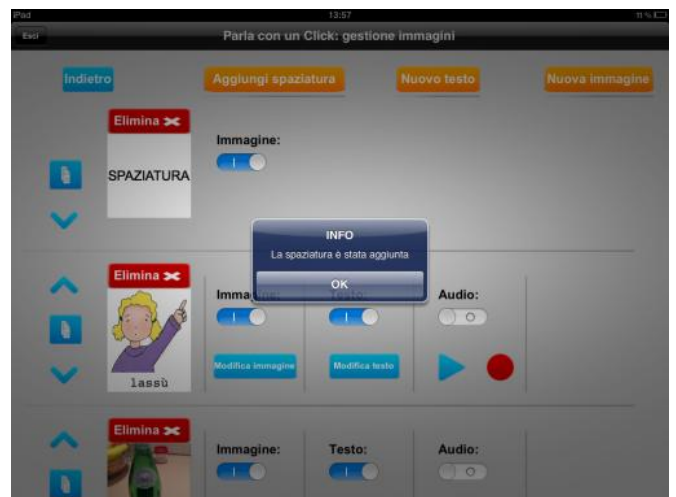 iPad 13:57 11 %
Esci Parla con un Click: gestione immagini
Indietro Aggiungi spaziatura Nuovo testo Nuova immagine
Elimina
Immagine:
SPAZIATURA
INFO
La spaziatura è stata aggiunta
OK
Elimina
Immagine: Testo: Audio:
Modifica immagine Modifica testo
lassù
Elimina
Immagine: Testo: Audio: